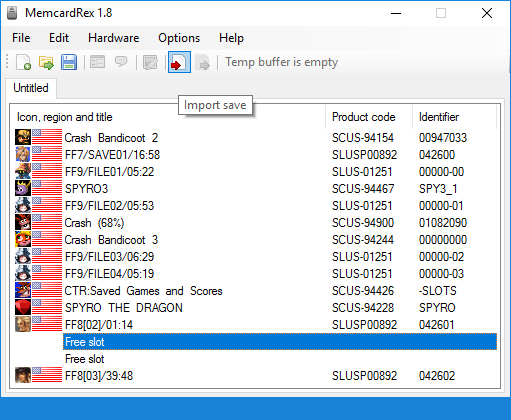 MemcardRex 1.8
File Edit Hardware Options Help
Temp buffer is empty
Untitled
Import save
Icon, region and title Product code Identifier
Crash Bandicoot 2 SCUS-94154 00947033
FF7/SAVE01/16:58 SLUSP00892 042600
FF9/FILE01/05:22 SLUS-01251 00000-00
SPYRO3 SCUS-94467 SPY3_1
FF9/FILE02/05:53 SLUS-01251 00000-01
Crash (68%) SCUS-94900 01082090
Crash Bandicoot 3 SCUS-94244 00000000
FF9/FILE03/06:29 SLUS-01251 00000-02
FF9/FILE04/05:19 SLUS-01251 00000-03
CTR:Saved Games and Scores SCUS-94426 -SLOTS
SPYRO THE DRAGON SCUS-94228 SPYRO
FF8[02]/01:14 SLUSP00892 042601
Free slot
Free slot
FF8[03]/39:48 SLUSP00892 042602